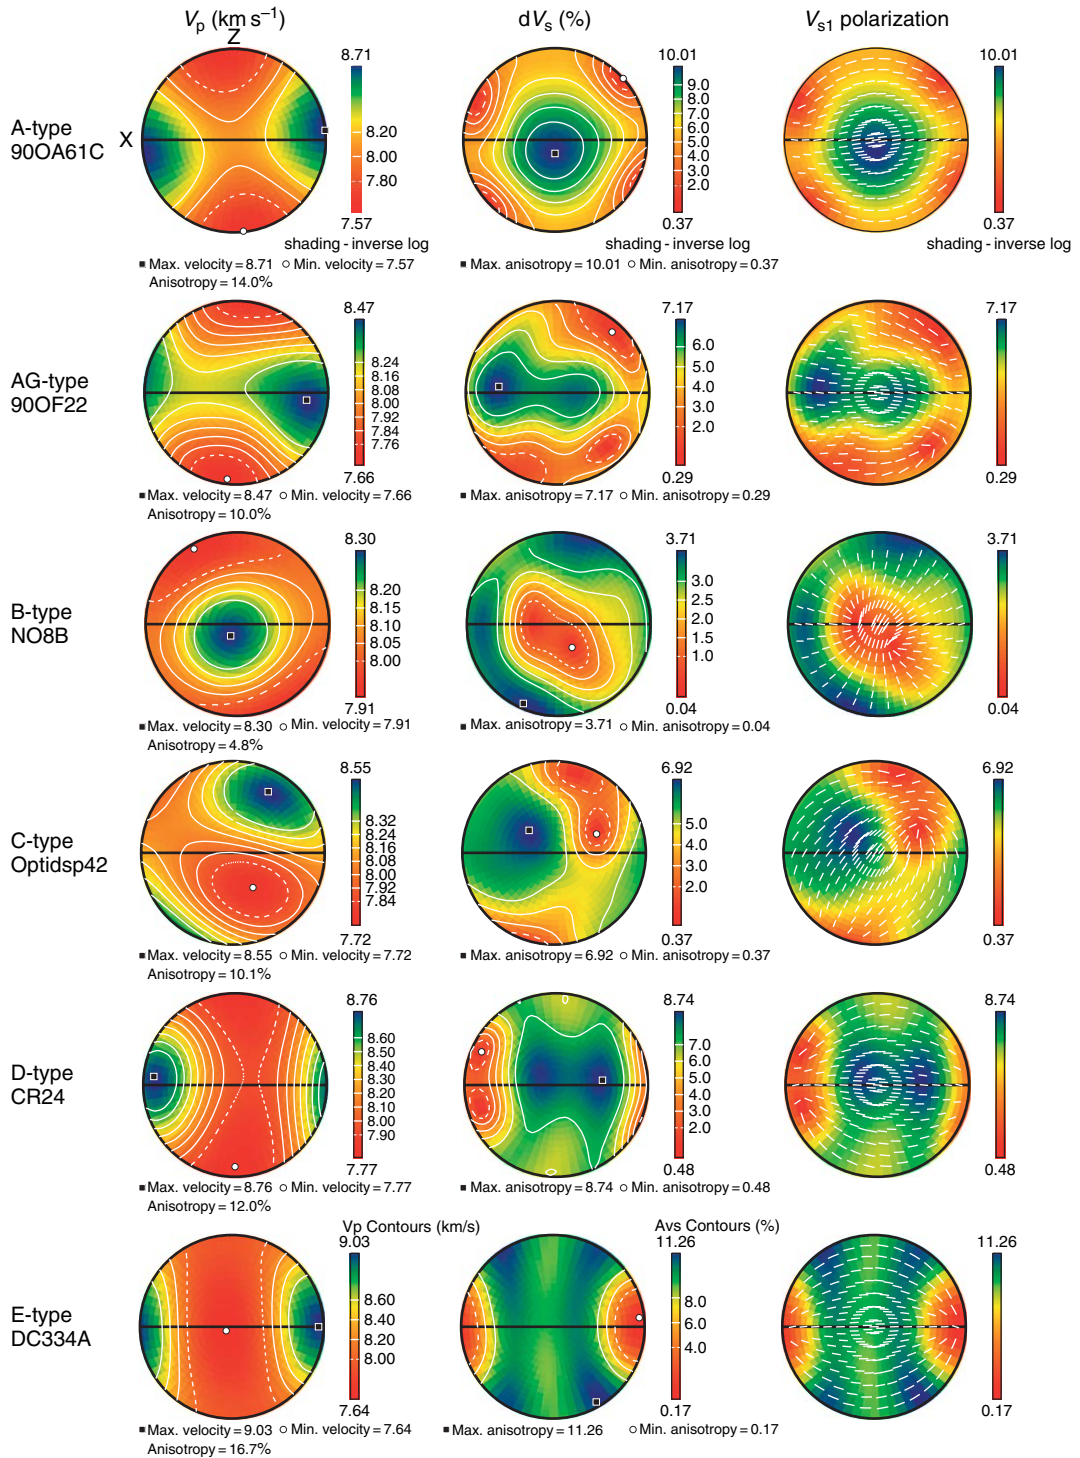 Vp (km s–1)
dVs (%)
Vs1 polarization
A-type
90OA61C
Z
X
8.71
8.20
8.00
7.80
7.57
shading - inverse log
■ Max. velocity = 8.71 ○ Min. velocity = 7.57
Anisotropy = 14.0%
10.01
9.0
8.0
7.0
6.0
5.0
4.0
2.0
0.37
■ Max. anisotropy = 10.01 ○ Min. anisotropy = 0.37
10.01
0.37
shading - inverse log
AG-type
90OF22
8.47
8.24
8.16
8.08
8.00
7.92
7.84
7.76
7.66
■ Max. velocity = 8.47 ○ Min. velocity = 7.66
Anisotropy = 10.0%
7.17
6.0
5.0
4.0
3.0
2.0
0.29
■ Max. anisotropy = 7.17 ○ Min. anisotropy = 0.29
7.17
0.29
B-type
NO8B
8.30
8.20
8.15
8.10
8.05
8.00
7.91
■ Max. velocity = 8.30 ○ Min. velocity = 7.91
Anisotropy = 4.8%
3.71
3.0
2.5
2.0
1.5
1.0
0.04
■ Max. anisotropy = 3.71 ○ Min. anisotropy = 0.04
3.71
0.04
C-type
Optidsp42
8.55
8.32
8.24
8.16
8.08
8.00
7.92
7.84
7.72
■ Max. velocity = 8.55 ○ Min. velocity = 7.72
Anisotropy = 10.1%
6.92
5.0
4.0
3.0
2.0
0.37
■ Max. anisotropy = 6.92 ○ Min. anisotropy = 0.37
6.92
0.37
D-type
CR24
8.76
8.60
8.50
8.40
8.30
8.20
8.10
8.00
7.90
7.77
■ Max. velocity = 8.76 ○ Min. velocity = 7.77
Anisotropy = 12.0%
8.74
7.0
6.0
5.0
4.0
3.0
2.0
0.48
■ Max. anisotropy = 8.74 ○ Min. anisotropy = 0.48
8.74
0.48
E-type
DC334A
Vp Contours (km/s)
9.03
8.60
8.40
8.20
8.00
7.64
■ Max. velocity = 9.03 ○ Min. velocity = 7.64
Anisotropy = 16.7%
Avs Contours (%)
11.26
8.0
6.0
4.0
0.17
■ Max. anisotropy = 11.26 ○ Min. anisotropy = 0.17
11.26
0.17